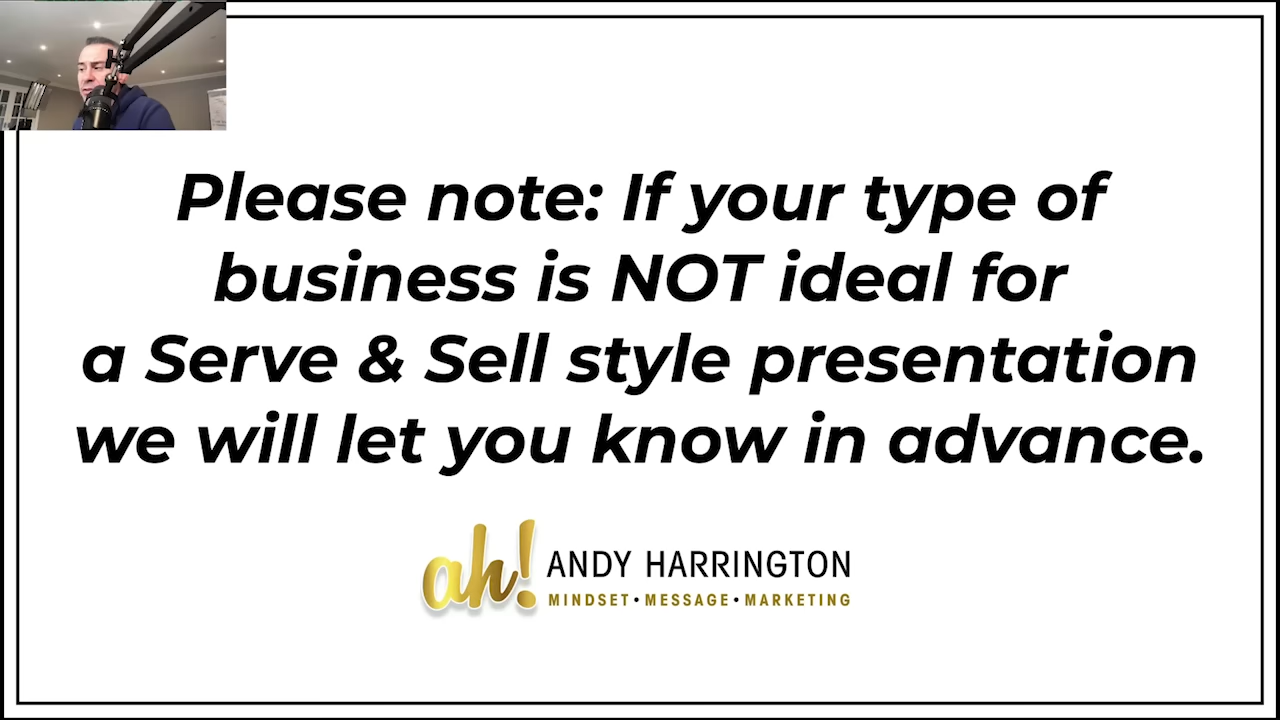 Please note: If your type of
business is NOT ideal for
a Serve & Sell style presentation
we will let you know in advance.
ah! ANDY HARRINGTON
MINDSET • MESSAGE • MARKETING